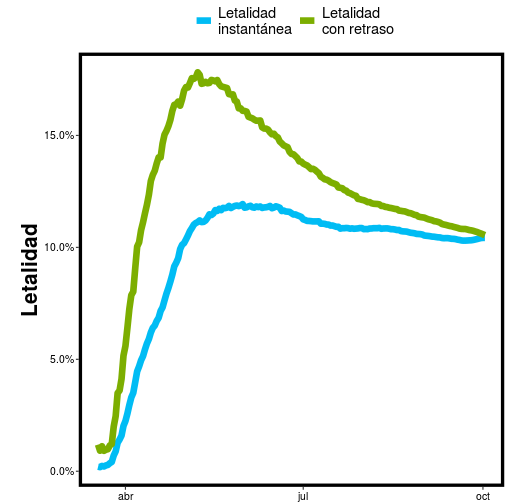 Letalidad
instantánea
Letalidad
con retraso
Letalidad
15.0%
10.0%
5.0%
0.0%
abr
jul
oct